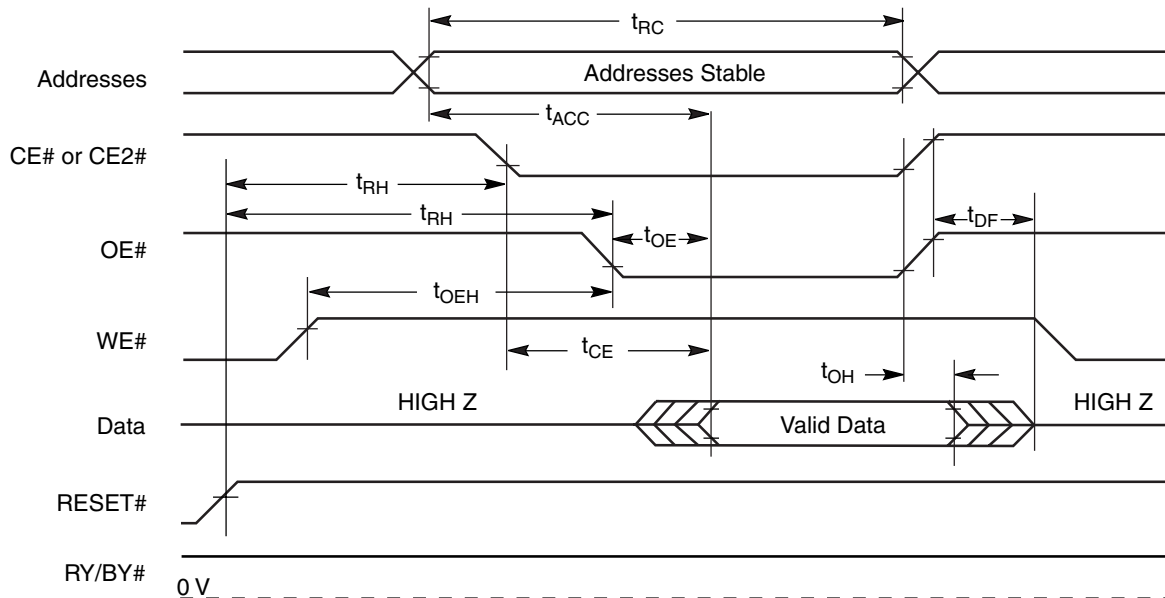 tRC
Addresses
Addresses Stable
tACC
CE# or CE2#
tRH
tRH
tDF
OE#
tOE
tOEH
WE#
tCE
tOH
HIGH Z
HIGH Z
Data
Valid Data
RESET#
RY/BY#
0 V